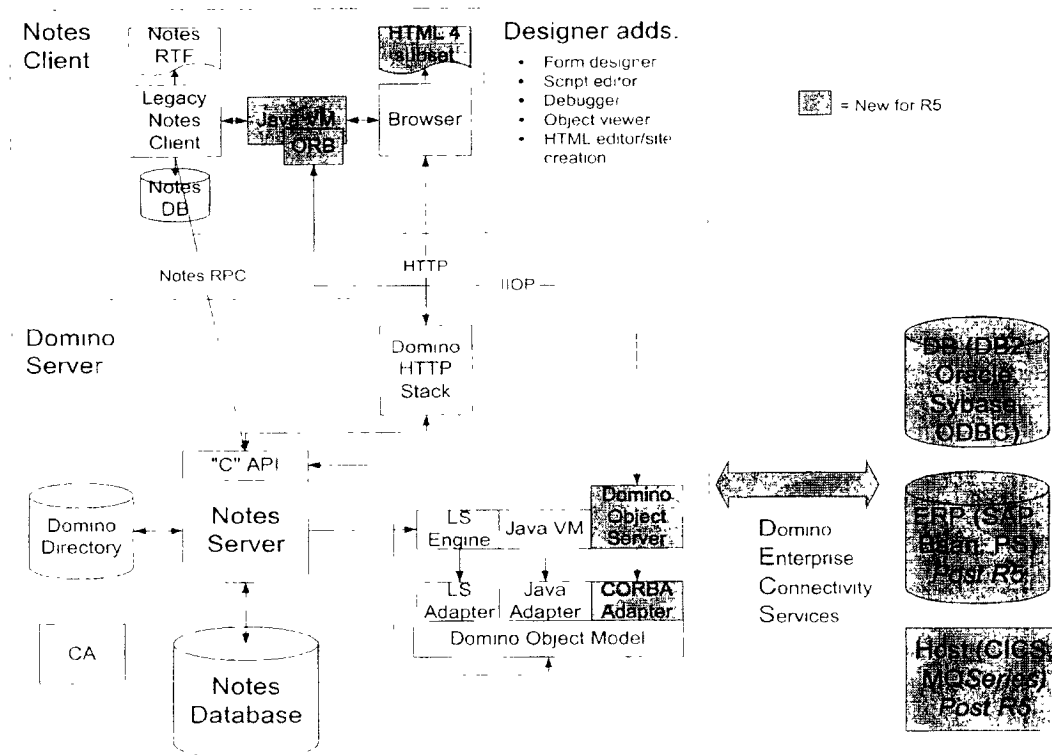 Notes
Client
Notes
RTF
HTML 4
subset
Designer adds.
• Form designer
• Script editor
• Debugger
• Object viewer
• HTML editor/site
creation
= New for R5
Legacy
Notes
Client
Java VM
ORB
Browser
Notes
DB
Notes RPC
HTTP
IIOP
Domino
Server
Domino
HTTP
Stack
"C" API
Notes
Server
Domino
Directory
CA
Notes
Database
LS
Engine
Java VM
Domino
Object
Server
LS
Adapter
Java
Adapter
CORBA
Adapter
Domino Object Model
Domino
Enterprise
Connectivity
Services
DB (DB2
Oracle,
Sybase,
ODBC)
ERP (SAP
Baan, PS)
Post R5
Host (CICS,
MQSeries)
Post R5